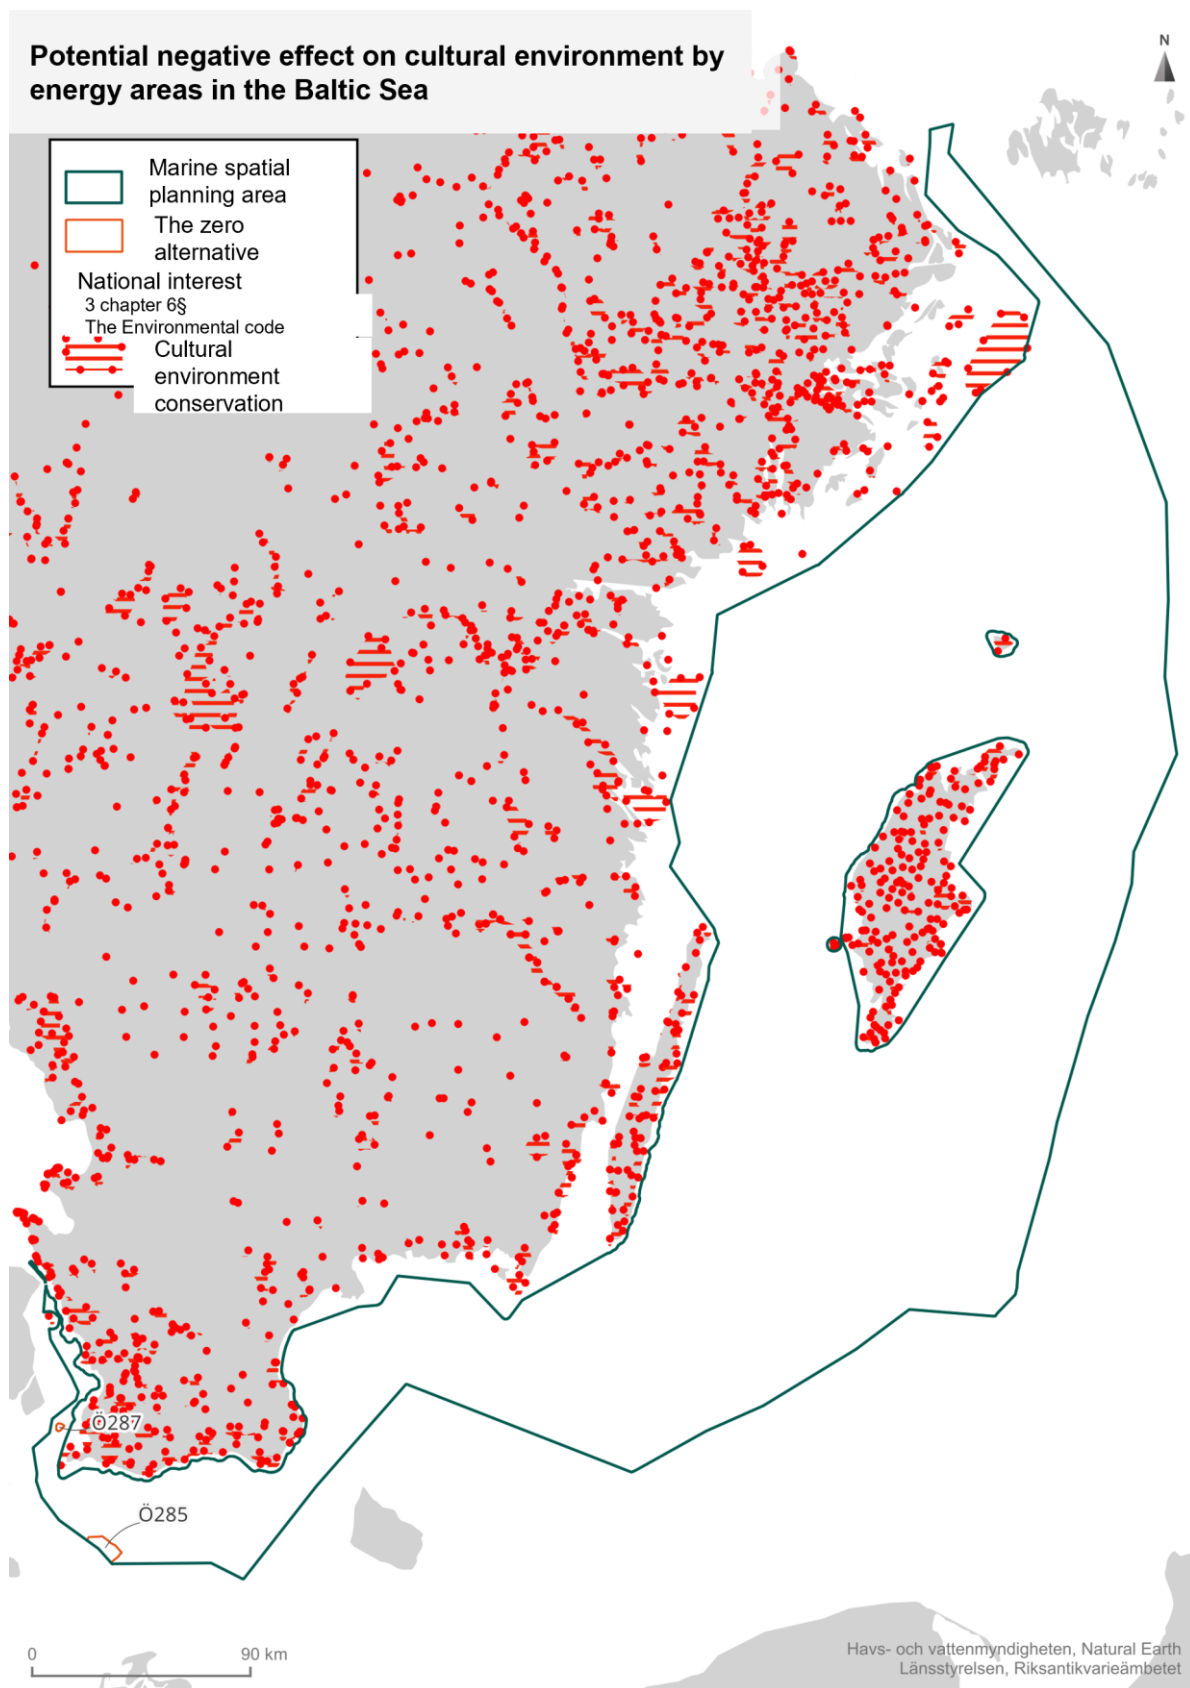 Potential negative effect on cultural environment by
energy areas in the Baltic Sea
N
Marine spatial
planning area
The zero
alternative
National interest
3 chapter 6§
The Environmental code
Cultural
environment
conservation
Ö287
Ö285
0 90 km
Havs- och vattenmyndigheten, Natural Earth
Länsstyrelsen, Riksantikvarieämbetet